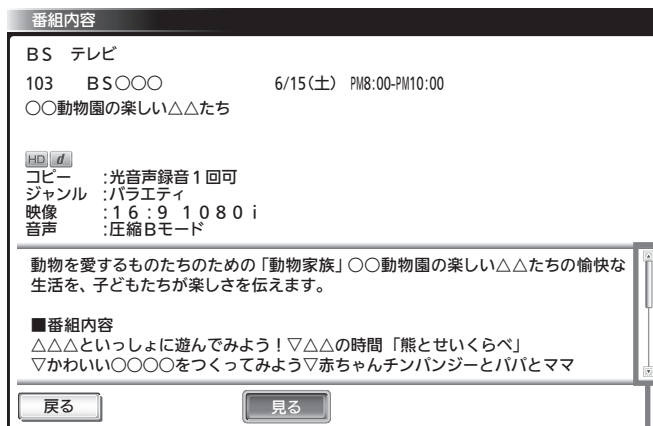 番組内容
BS テレビ
103 BS○○○ 6/15(土) PM8:00-PM10:00
○○動物園の楽しい△△たち
HD d
コピー :光音声録音1回可
ジャンル :バラエティ
映像 :16:9 1080i
音声 :圧縮Bモード
動物を愛するものたちのための「動物家族」○○動物園の楽しい△△たちの愉快な
生活を、子どもたちが楽しさを伝えます。
■番組内容
△△△といっしょに遊んでみよう!▽△△の時間「熊とせいくらべ」
▽かわいい○○○○をつくってみよう▽赤ちゃんチンパンジーとパパとママ
戻る 見る